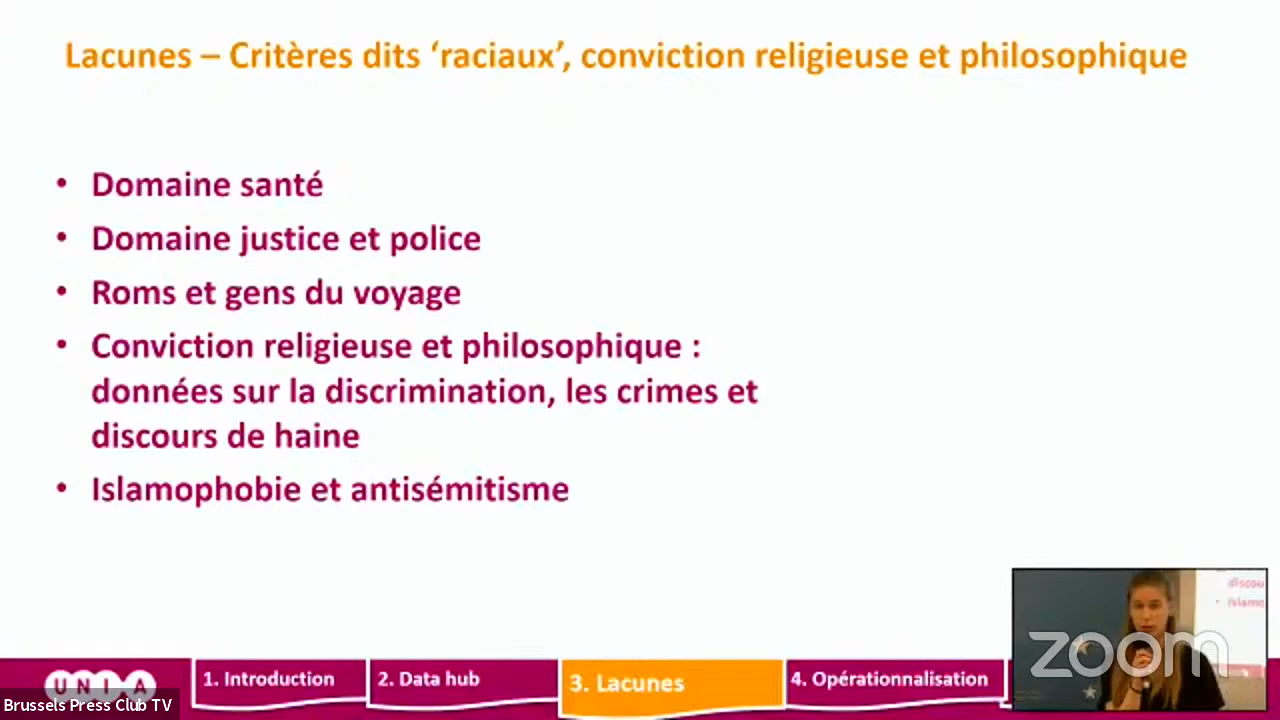 Lacunes – Critères dits ‘raciaux’, conviction religieuse et philosophique
• Domaine santé
• Domaine justice et police
• Roms et gens du voyage
• Conviction religieuse et philosophique :
données sur la discrimination, les crimes et
discours de haine
• Islamophobie et antisémitisme
discou
• Islamo
zoom
UNIA
1. Introduction
2. Data hub
3. Lacunes
4. Opérationnalisation
Brussels Press Club TV